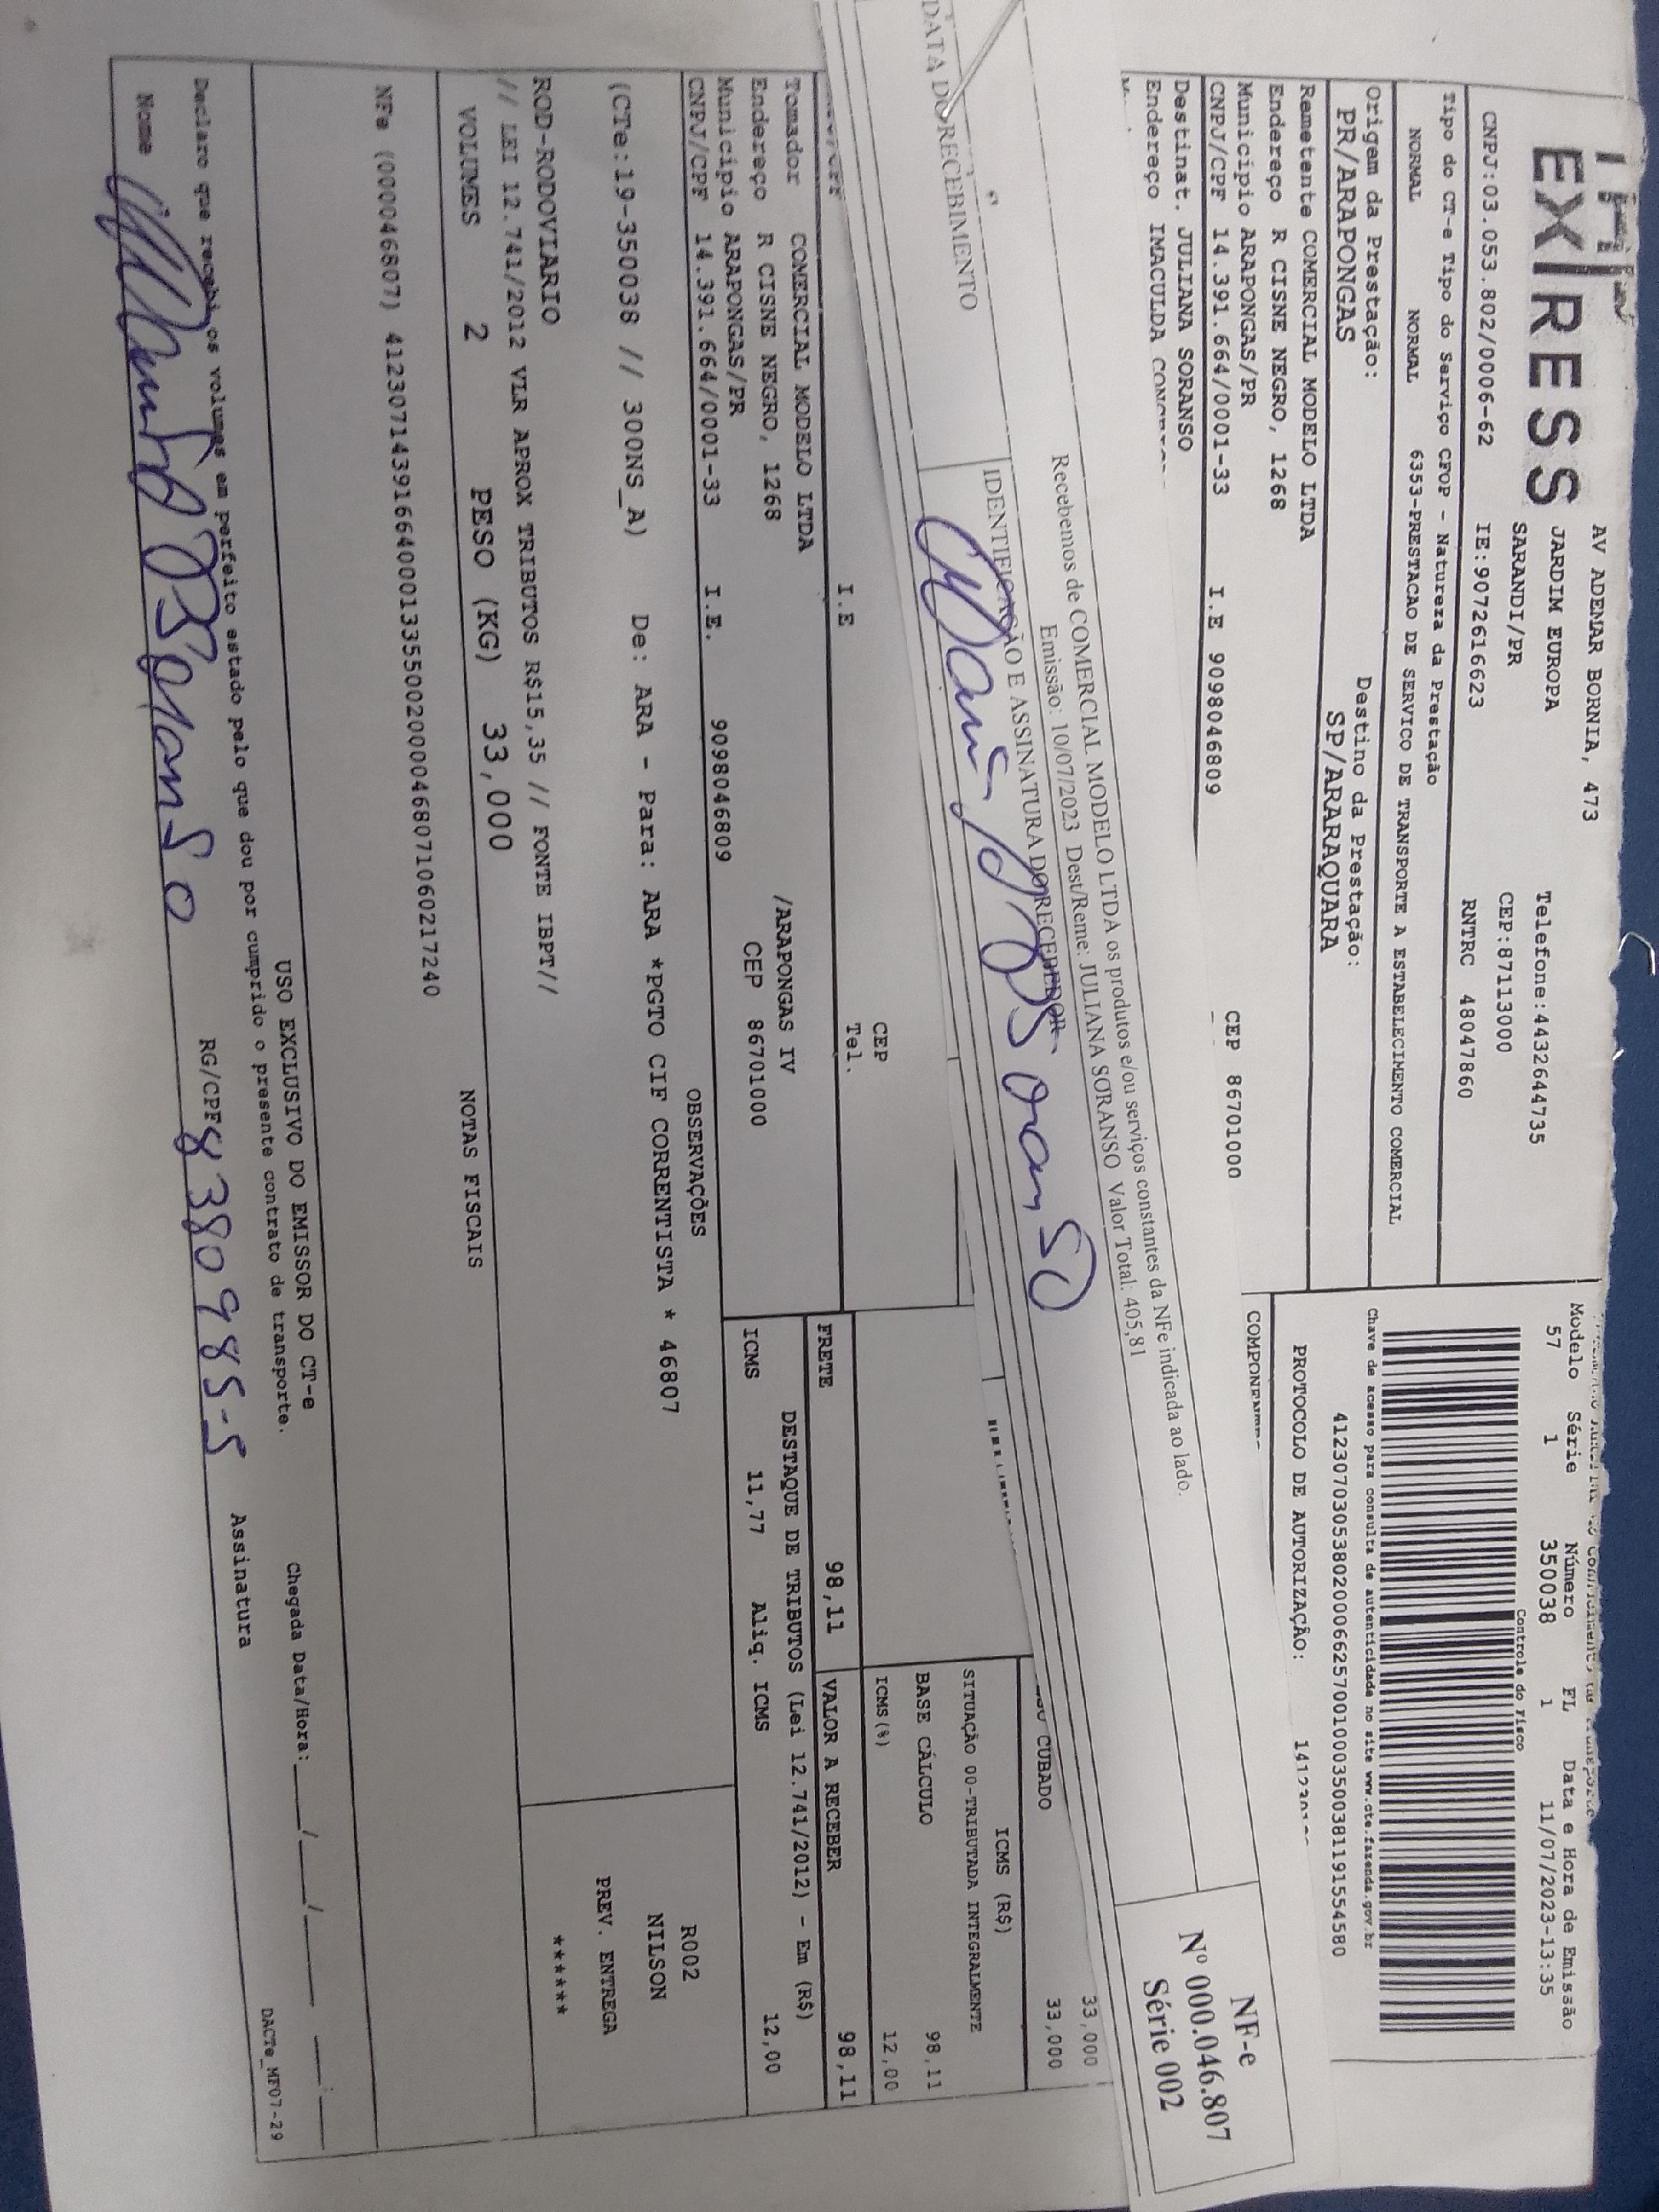 EXPRESS
AV ADEMAR BORNIA, 473
JARDIM EUROPA
SARANDI/PR
Telefone:4432644735
CEP:87113000
CNPJ:03.053.802/0006-62 IE:9072616623 RNTRC 48047860
Tipo do CT-e Tipo do Serviço CFOP - Natureza da Prestação
NORMAL NORMAL 6353-PRESTACAO DE SERVICO DE TRANSPORTE A ESTABELECIMENTO COMERCIAL
Origem da Prestação: Destino da Prestação:
PR/ARAPONGAS SP/ARARAQUARA
Modelo Série Número FL Data e Hora de Emissão
57 1 350038 1 11/07/2023-13:35
Controle do Fisco
Chave de acesso para consulta de autenticidade no site www.cte.fazenda.gov.br
41230703053802000662570010003500381191554580
PROTOCOLO DE AUTORIZAÇÃO:
Remetente COMERCIAL MODELO LTDA
Endereço R CISNE NEGRO, 1268
Município ARAPONGAS/PR CEP 86701000
CNPJ/CPF 14.391.664/0001-33 I.E 9098046809
Destinat. JULIANA SORANSO
Endereço IMACULDA
Recebemos de COMERCIAL MODELO LTDA os produtos e/ou serviços constantes da NFe indicada ao lado.
Emissão: 10/07/2023 Dest/Reme: JULIANA SORANSO Valor Total: 405,81
DATA DO RECEBIMENTO IDENTIFICAÇÃO E ASSINATURA DO RECEBEDOR
Soranso
NF-e
Nº 000.046.807
Série 002
33,000
CUBADO 33,000
ICMS (R$)
SITUAÇÃO 00-TRIBUTADA INTEGRALMENTE
BASE CÁLCULO 98,11
ICMS(%) 12,00
CEP
I.E Tel.
FRETE 98,11 VALOR A RECEBER 98,11
Tomador COMERCIAL MODELO LTDA
Endereço R CISNE NEGRO, 1268 /ARAPONGAS IV
Município ARAPONGAS/PR CEP 86701000
CNPJ/CPF 14.391.664/0001-33 I.E. 9098046809
DESTAQUE DE TRIBUTOS (Lei 12.741/2012) - Em (R$)
ICMS 11,77 Aliq. ICMS 12,00
OBSERVAÇÕES
(CTe:19-350038 // 300NS_A) De: ARA - Para: ARA *PGTO CIF CORRENTISTA * 46807
R002
NILSON
PREV. ENTREGA
******
ROD-RODOVIARIO
// LEI 12.741/2012 VLR APROX TRIBUTOS R$15,35 // FONTE IBPT//
VOLUMES 2 PESO (KG) 33,000 NOTAS FISCAIS
NFe (000046807) 41230714391664000133550020000468071060217240
USO EXCLUSIVO DO EMISSOR DO CT-e
Declaro que recebi os volumes em perfeito estado pelo que dou por cumprido o presente contrato de transporte.
Chegada Data/Hora: ____/____/____ ___:___
Nome Soranso RG/CPF 8380985-5 Assinatura
DACTe_MF07-29